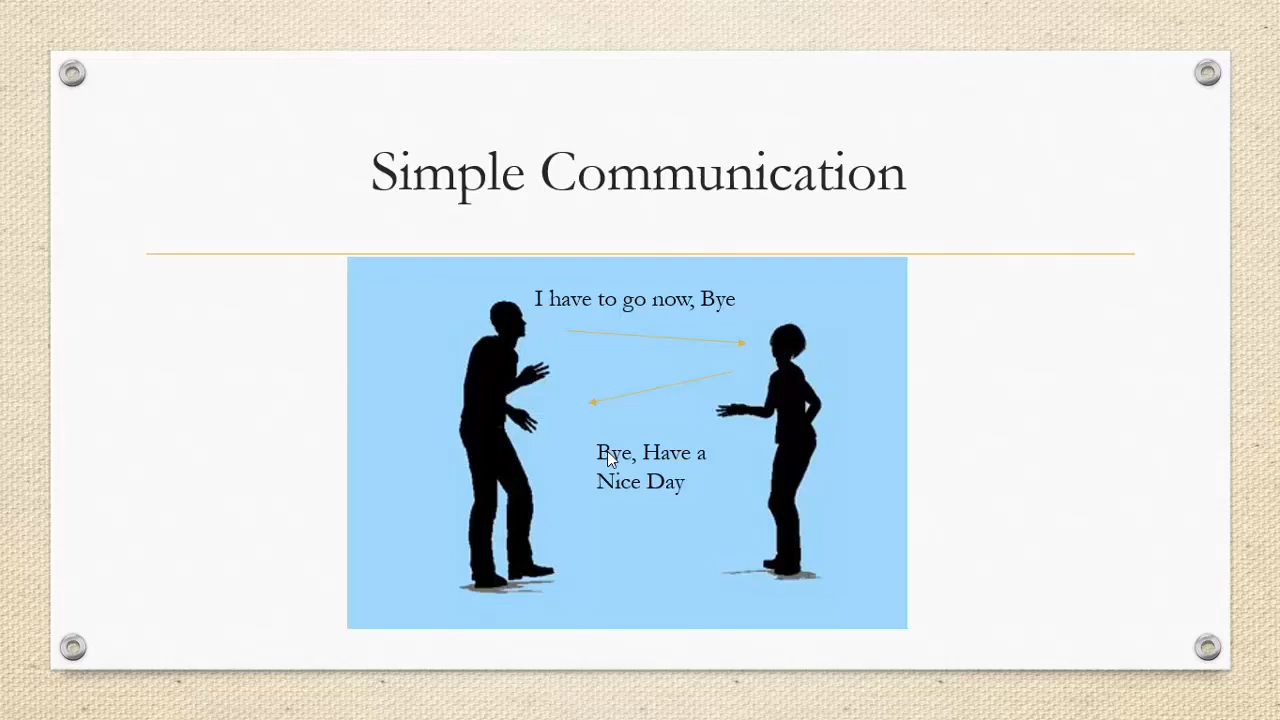 Simple Communication
I have to go now, Bye
Bye, Have a
Nice Day